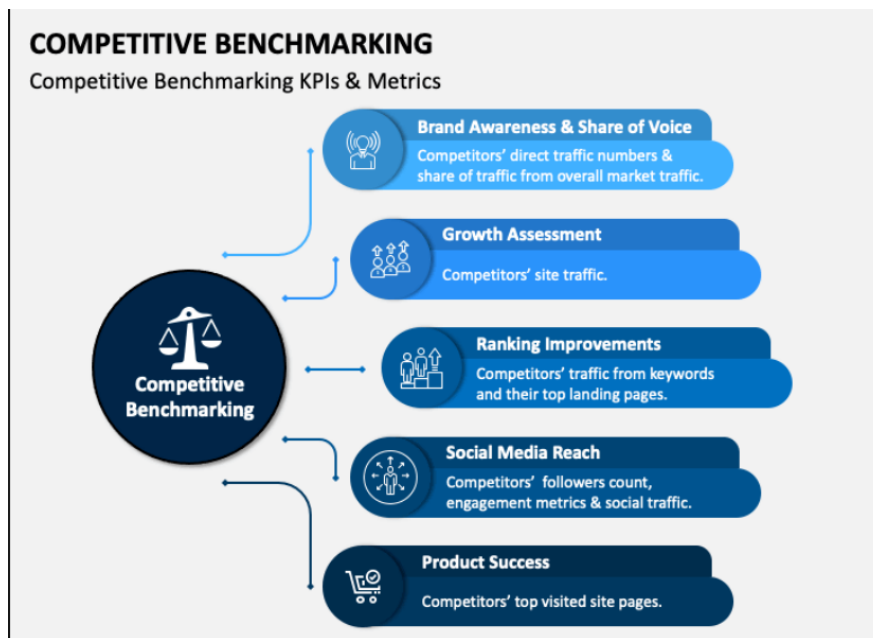 COMPETITIVE BENCHMARKING
Competitive Benchmarking KPIs & Metrics
Brand Awareness & Share of Voice
Competitors' direct traffic numbers &
share of traffic from overall market traffic.
Growth Assessment
Competitors' site traffic.
Competitive
Benchmarking
Ranking Improvements
Competitors' traffic from keywords
and their top landing pages.
Social Media Reach
Competitors' followers count,
engagement metrics & social traffic.
Product Success
Competitors' top visited site pages.